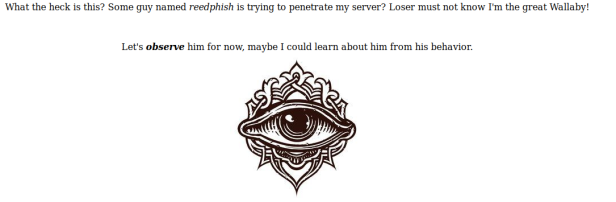 What the heck is this? Some guy named reedphish is trying to penetrate my server? Loser must not know I'm the great Wallaby!
Let's observe him for now, maybe I could learn about him from his behavior.